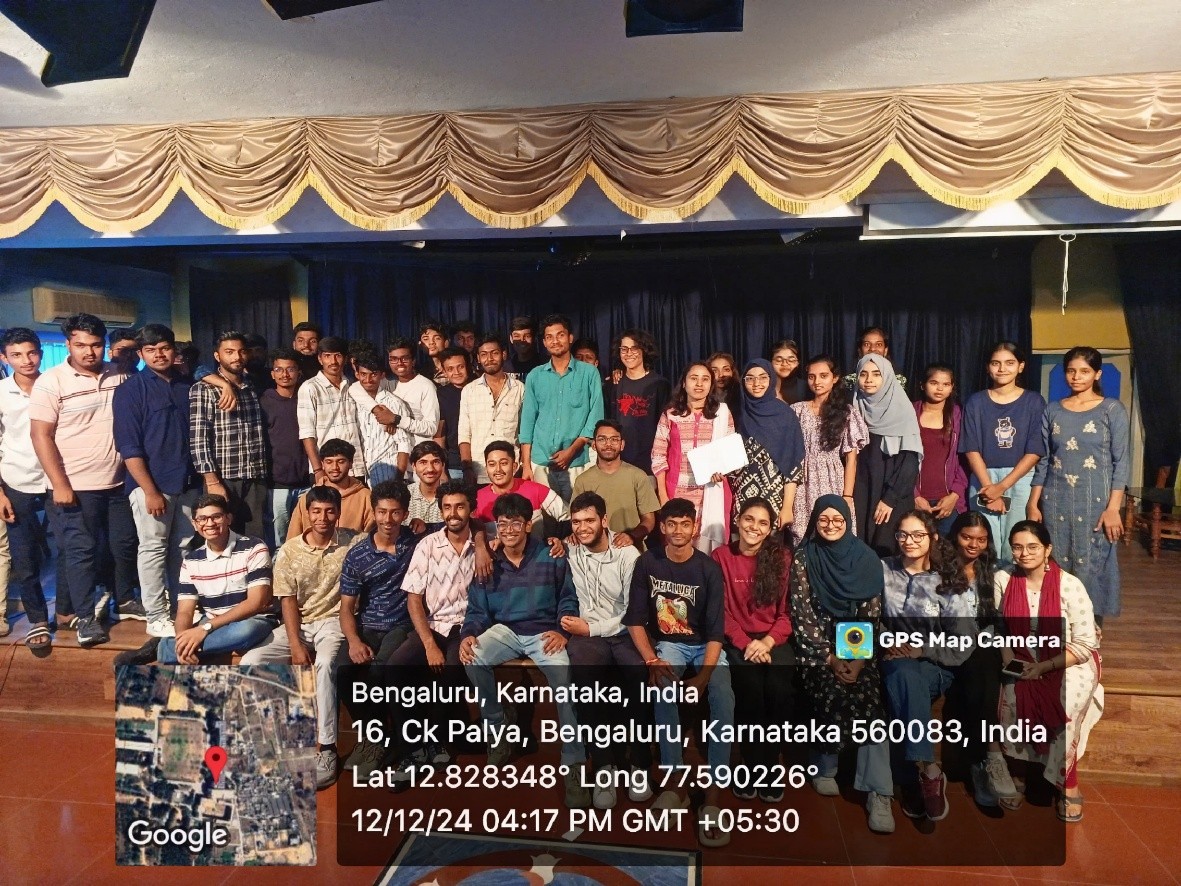 GPS Map Camera
Bengaluru, Karnataka, India
16, Ck Palya, Bengaluru, Karnataka 560083, India
Lat 12.828348° Long 77.590226°
12/12/24 04:17 PM GMT +05:30
Google
METALLICA